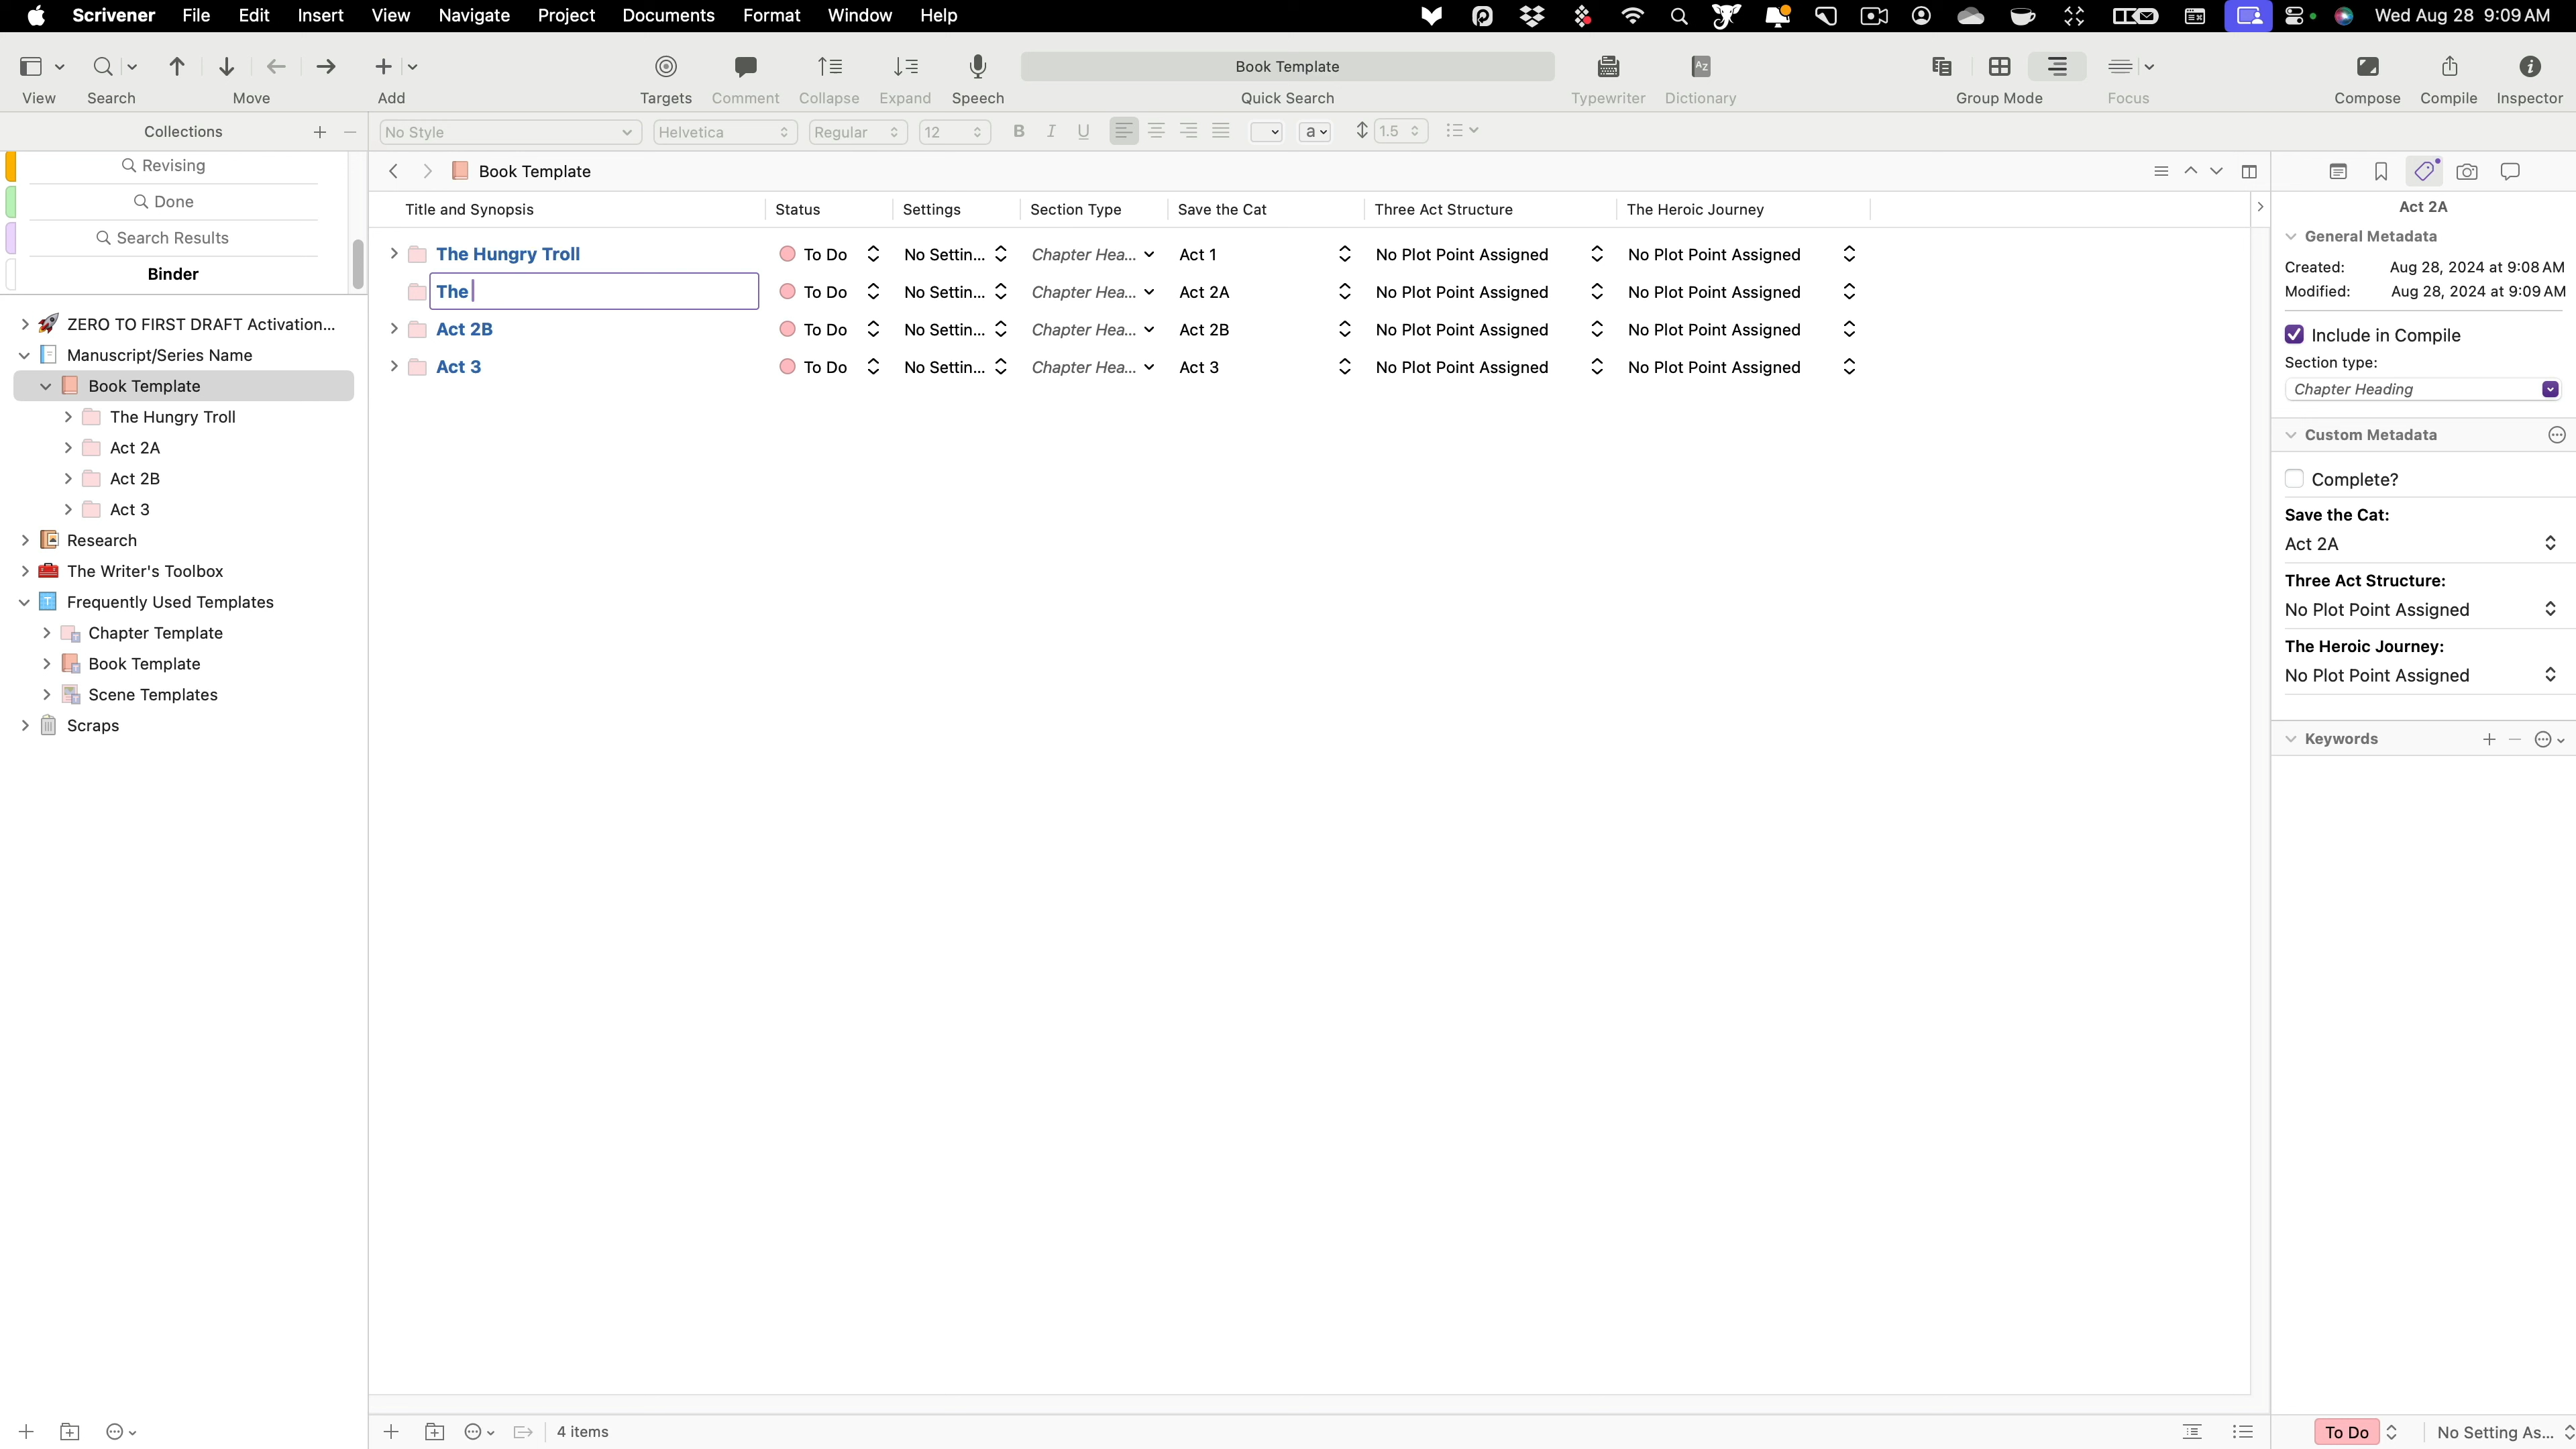 Scrivener File Edit Insert View Navigate Project Documents Format Window Help Wed Aug 28 9:09 AM
View Search Move Add Targets Comment Collapse Expand Speech Book Template Quick Search Typewriter Dictionary Group Mode Focus Compose Compile Inspector
Collections
No Style Helvetica Regular 12 B I U a 1.5
Revising
Done
Search Results
Binder
ZERO TO FIRST DRAFT Activation...
Manuscript/Series Name
Book Template
The Hungry Troll
Act 2A
Act 2B
Act 3
Research
The Writer's Toolbox
Frequently Used Templates
Chapter Template
Book Template
Scene Templates
Scraps
Book Template
Title and Synopsis Status Settings Section Type Save the Cat Three Act Structure The Heroic Journey
The Hungry Troll To Do No Settin... Chapter Hea... Act 1 No Plot Point Assigned No Plot Point Assigned
The To Do No Settin... Chapter Hea... Act 2A No Plot Point Assigned No Plot Point Assigned
Act 2B To Do No Settin... Chapter Hea... Act 2B No Plot Point Assigned No Plot Point Assigned
Act 3 To Do No Settin... Chapter Hea... Act 3 No Plot Point Assigned No Plot Point Assigned
4 items
Act 2A
General Metadata
Created: Aug 28, 2024 at 9:08 AM
Modified: Aug 28, 2024 at 9:09 AM
Include in Compile
Section type:
Chapter Heading
Custom Metadata
Complete?
Save the Cat:
Act 2A
Three Act Structure:
No Plot Point Assigned
The Heroic Journey:
No Plot Point Assigned
Keywords
To Do No Setting As...